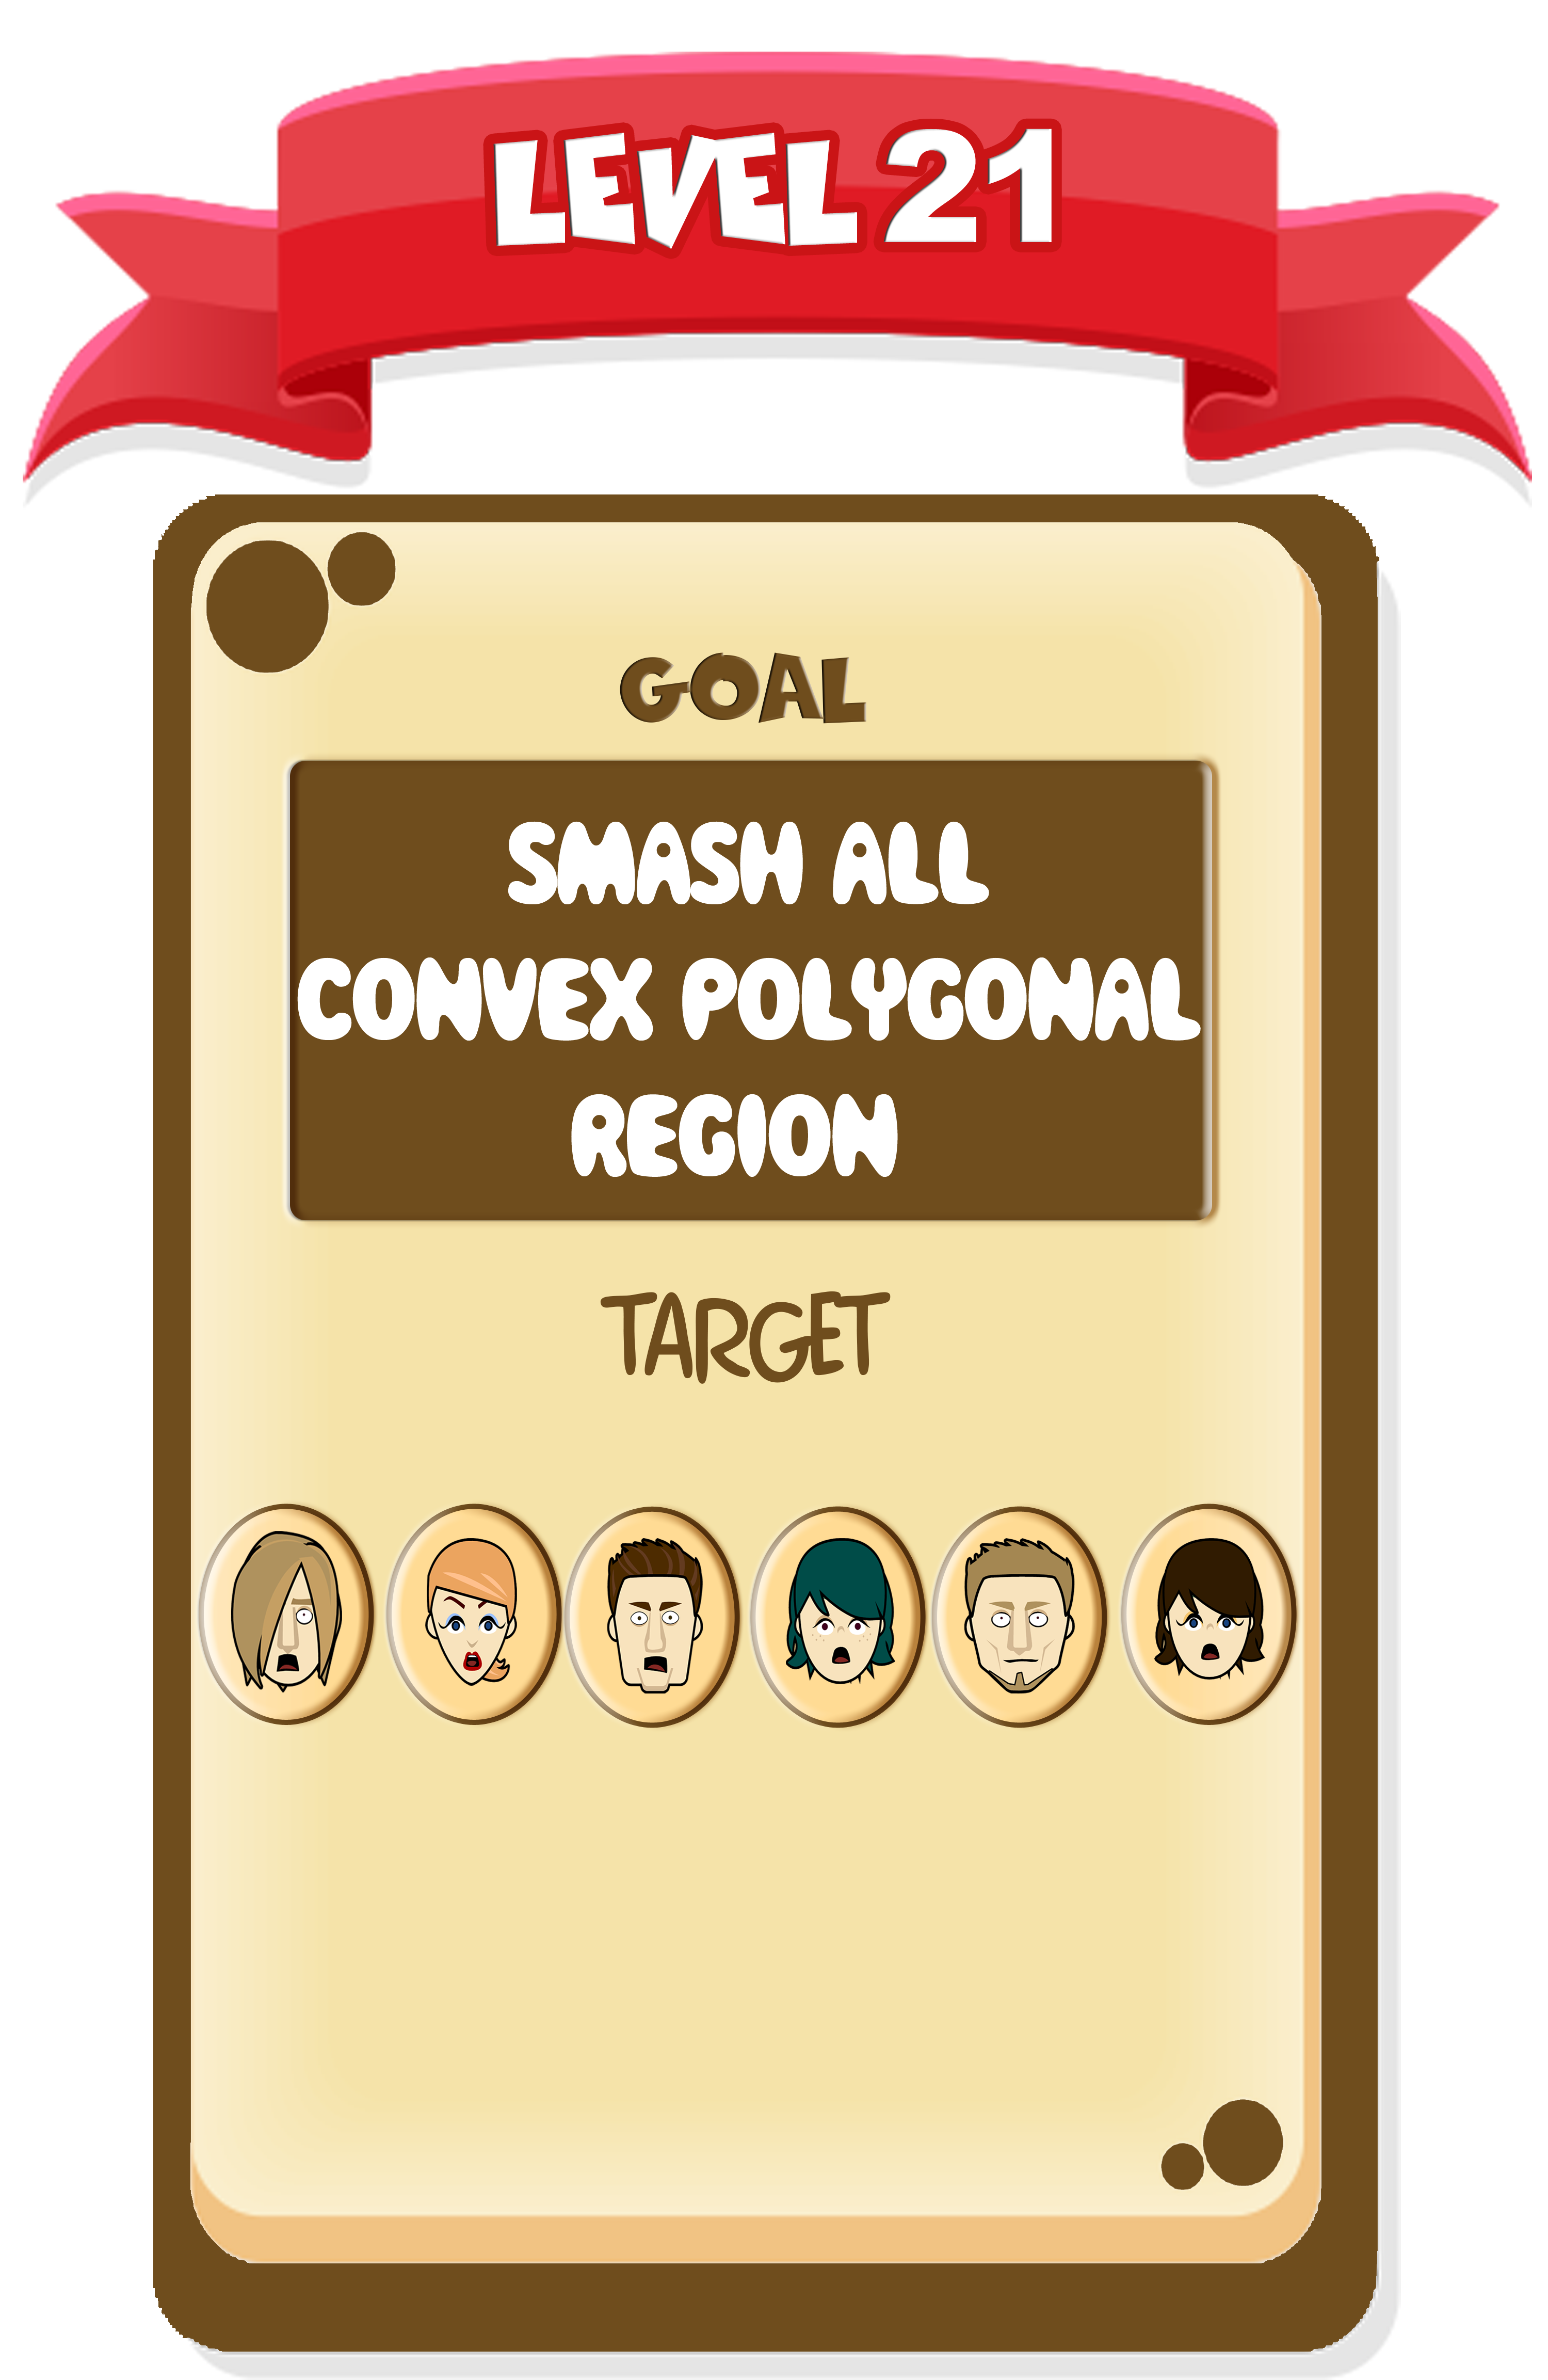 LEVEL 21
GOAL
SMASH ALL
CONVEX POLYGONAL
REGION
TARGET